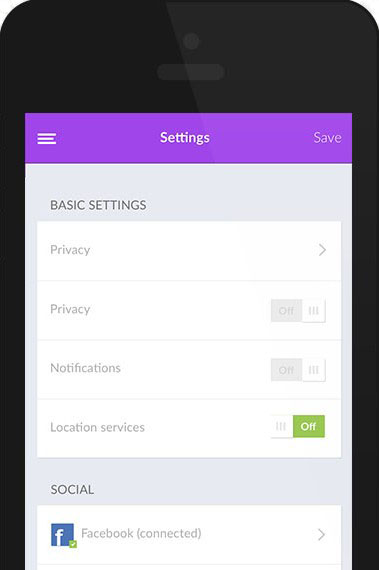 Settings
Save
BASIC SETTINGS
Privacy
Privacy
Off
Notifications
Off
Location services
Off
SOCIAL
f
Facebook (connected)